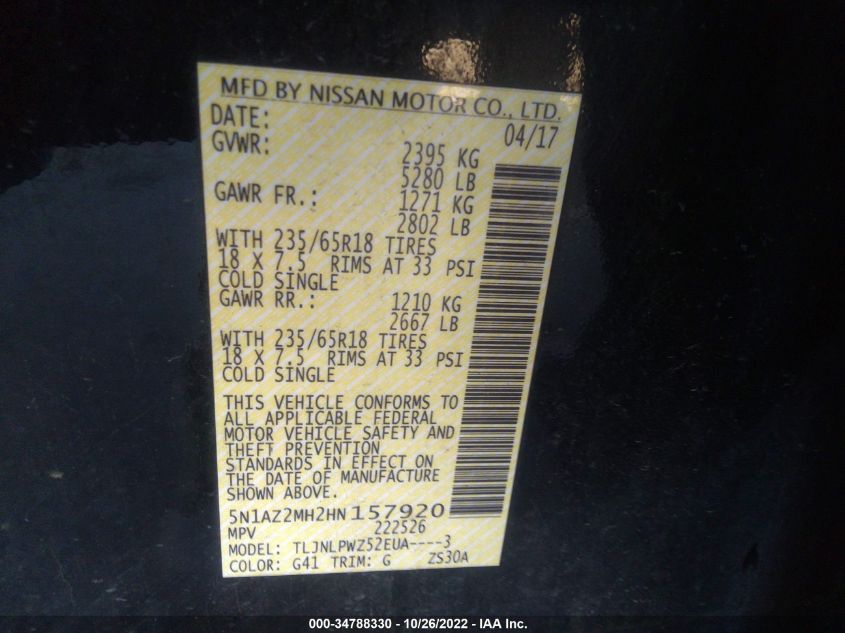 MFD BY NISSAN MOTOR CO., LTD.
DATE: 04/17
GVWR: 2395 KG
5280 LB
GAWR FR.: 1271 KG
2802 LB
WITH 235/65R18 TIRES
18 X 7.5 RIMS AT 33 PSI
COLD SINGLE
GAWR RR.: 1210 KG
2667 LB
WITH 235/65R18 TIRES
18 X 7.5 RIMS AT 33 PSI
COLD SINGLE
THIS VEHICLE CONFORMS TO
ALL APPLICABLE FEDERAL
MOTOR VEHICLE SAFETY AND
THEFT PREVENTION
STANDARDS IN EFFECT ON
THE DATE OF MANUFACTURE
SHOWN ABOVE.
5N1AZ2MH2HN157920
MPV 222526
MODEL: TLJNLPWZ52EUA----3
COLOR: G41 TRIM: G ZS30A
000-34788330 - 10/26/2022 - IAA Inc.